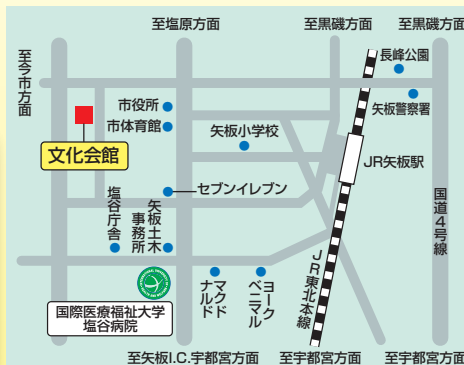 至塩原方面
至黒磯方面
至黒磯方面
至今市方面
長峰公園
市役所
市体育館
矢板警察署
矢板小学校
文化会館
JR矢板駅
セブンイレブン
塩谷庁舎
矢板土木
事務所
国道4号線
JR東北本線
マクド
ナルド
ヨーク
ベニマル
国際医療福祉大学
塩谷病院
至矢板I.C.宇都宮方面
至宇都宮方面
至宇都宮方面